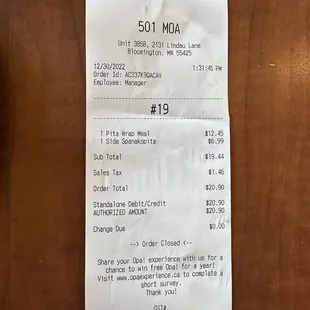 501 MOA
Unit 385B, 2131 Lindau Lane
Bloomington, MN 55425
12/30/2022 1:31:45 PM
Order Id: AC337K9QACAV
Employee: Manager
#19
1 Pita Wrap Meal $12.45
1 Side Spanakopita $6.99
Sub Total $19.44
Sales Tax $1.46
Order Total $20.90
Standalone Debit/Credit $20.90
AUTHORIZED AMOUNT $20.90
Change Due $0.00
--> Order Closed <--
Share your Opa! experience with us for a
chance to win free Opa! for a year!
Visit www.opaexperience.ca to complete a
short survey.
Thank you!
GST#